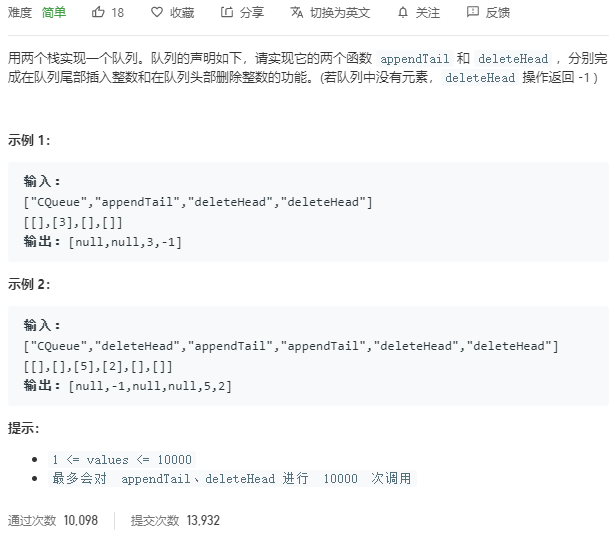 难度 简单 18 收藏 分享 切换为英文 关注 反馈
用两个栈实现一个队列。队列的声明如下，请实现它的两个函数 appendTail 和 deleteHead ，分别完
成在队列尾部插入整数和在队列头部删除整数的功能。(若队列中没有元素， deleteHead 操作返回 -1 )
示例 1：
输入：
["CQueue","appendTail","deleteHead","deleteHead"]
[[],[3],[],[]]
输出：[null,null,3,-1]
示例 2：
输入：
["CQueue","deleteHead","appendTail","appendTail","deleteHead","deleteHead"]
[[],[],[5],[2],[],[]]
输出：[null,-1,null,null,5,2]
提示：
1 <= values <= 10000
最多会对 appendTail、deleteHead 进行 10000 次调用
通过次数 10,098 提交次数 13,932